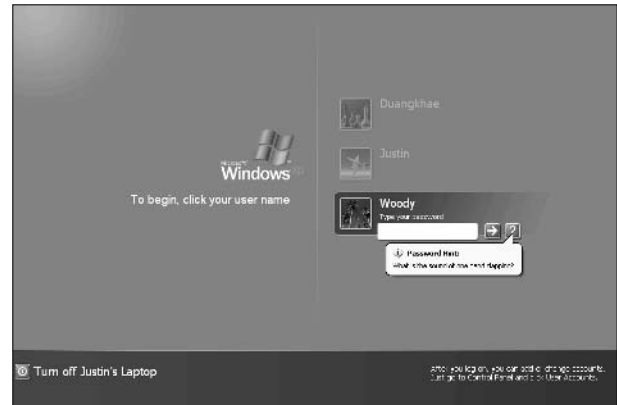 Microsoft
Windows xp
To begin, click your user name
Duangkhae
Justin
Woody
Type your password
?
Password Hint:
What is the sound of one hand clapping?
Turn off Justin's Laptop
After you log on, you can add or change accounts.
Just go to Control Panel and click User Accounts.